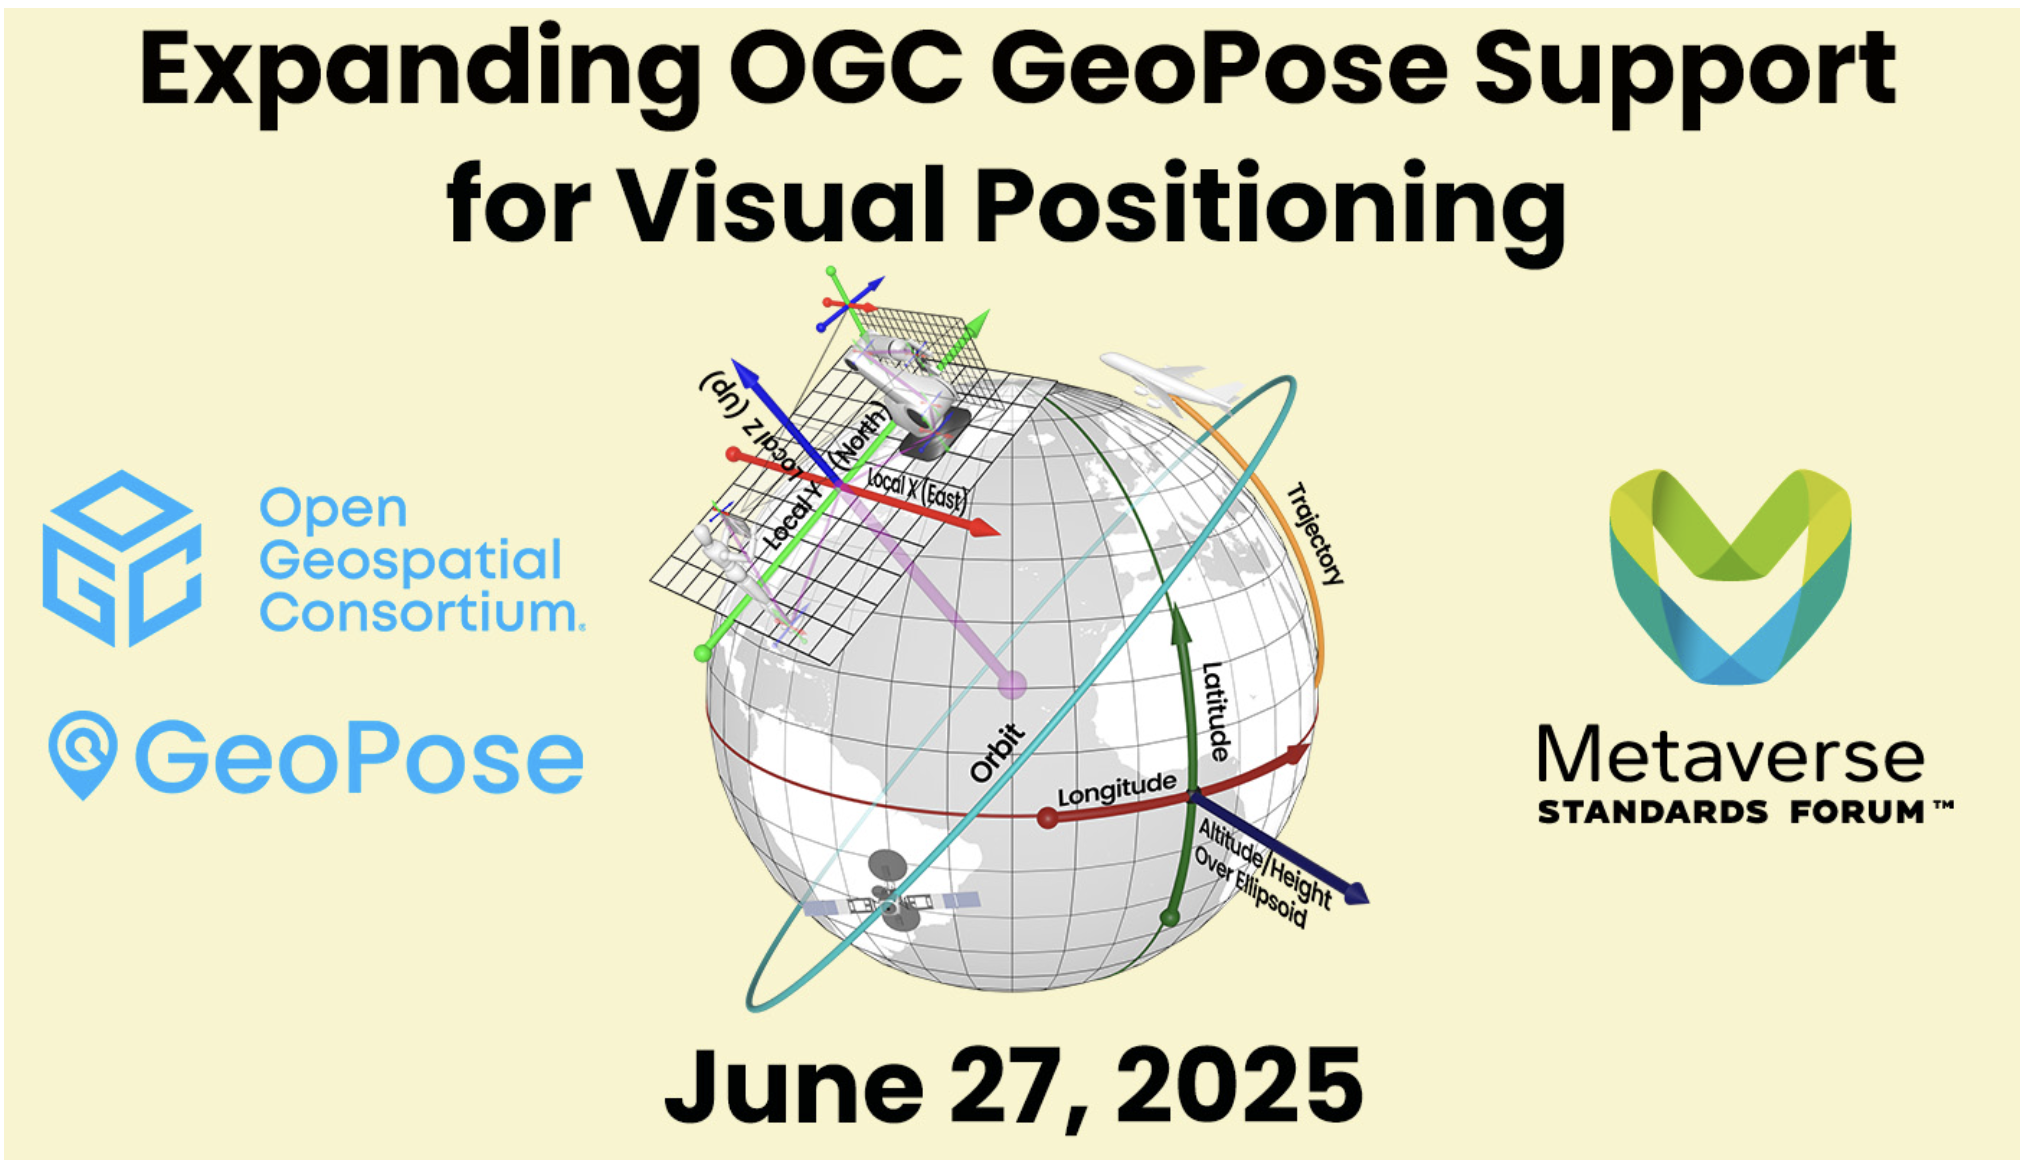 Expanding OGC GeoPose Support
for Visual Positioning
Local Z (Up)
Local Y (North)
Local X (East)
Trajectory
Open
Geospatial
Consortium®
OGC
Latitude
Orbit
GeoPose
Longitude
Altitude/Height
Over Ellipsoid
Metaverse
STANDARDS FORUM™
June 27, 2025